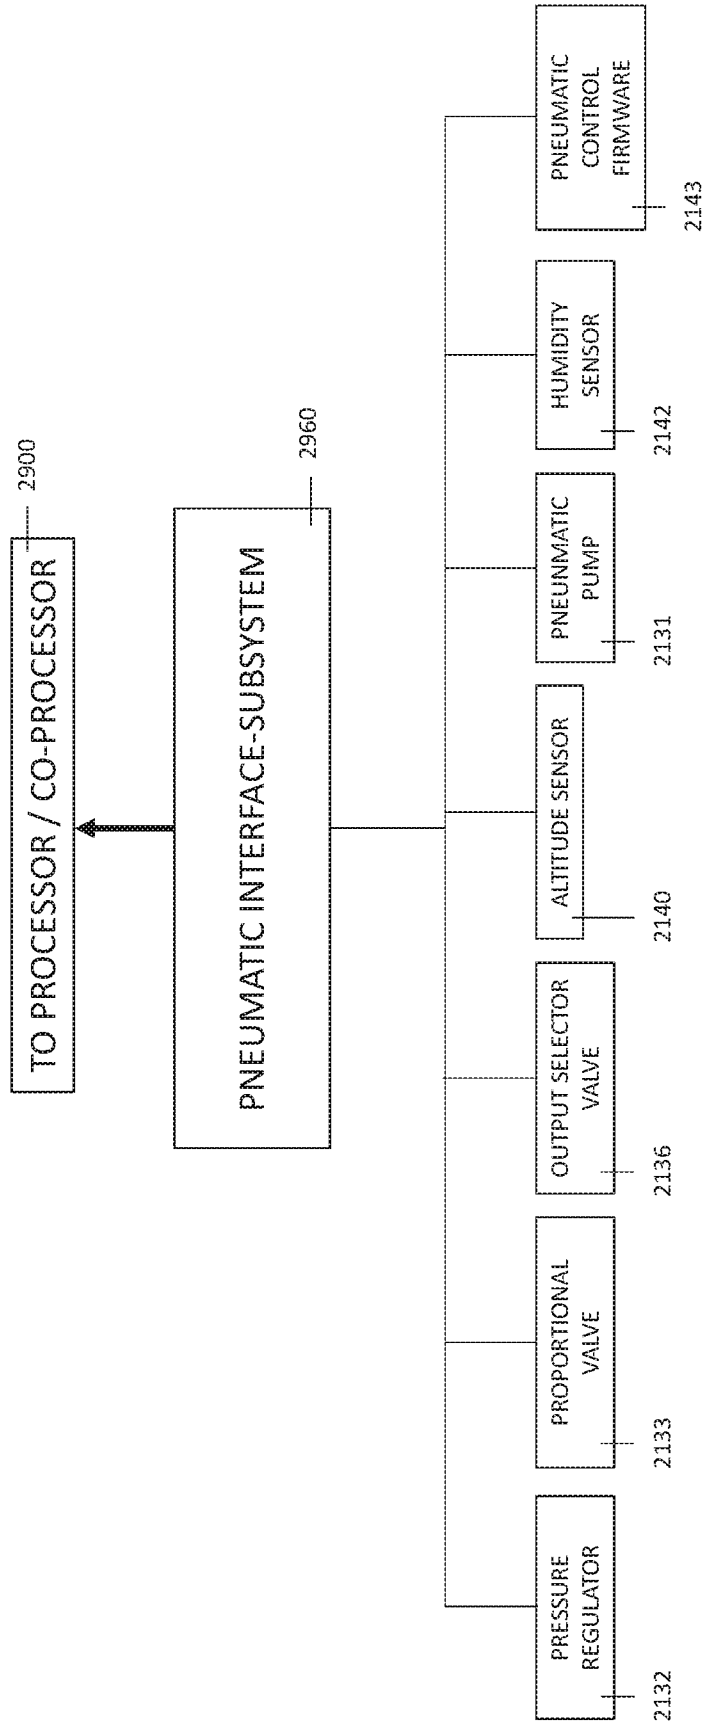 TO PROCESSOR / CO-PROCESSOR
2900
PNEUMATIC INTERFACE-SUBSYSTEM
2960
PRESSURE
REGULATOR
2132
PROPORTIONAL
VALVE
2133
OUTPUT SELECTOR
VALVE
2136
ALTITUDE SENSOR
2140
PNEUNMATIC
PUMP
2131
HUMIDITY
SENSOR
2142
PNEUMATIC
CONTROL
FIRMWARE
2143